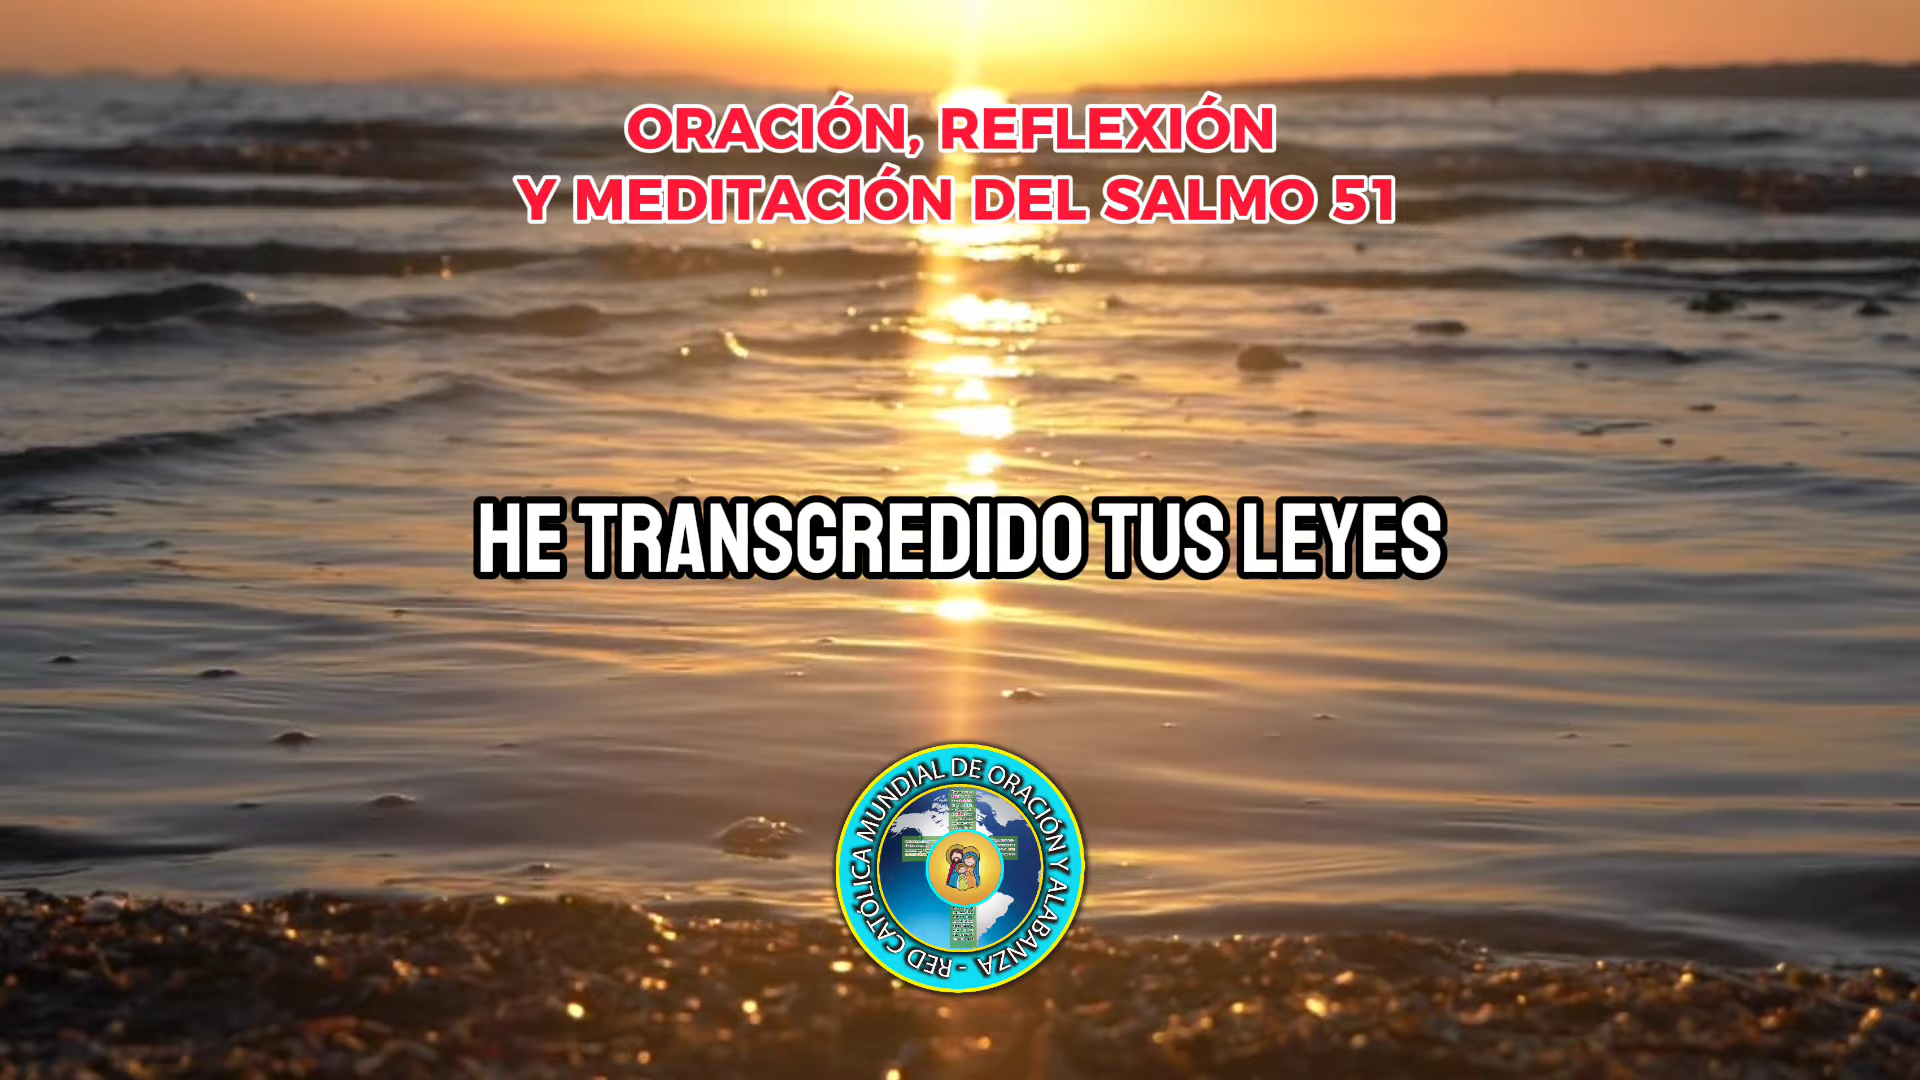 ORACIÓN, REFLEXIÓN
Y MEDITACIÓN DEL SALMO 51
HE TRANSGREDIDO TUS LEYES
RED CATÓLICA MUNDIAL DE ORACIÓN Y ALABANZA -